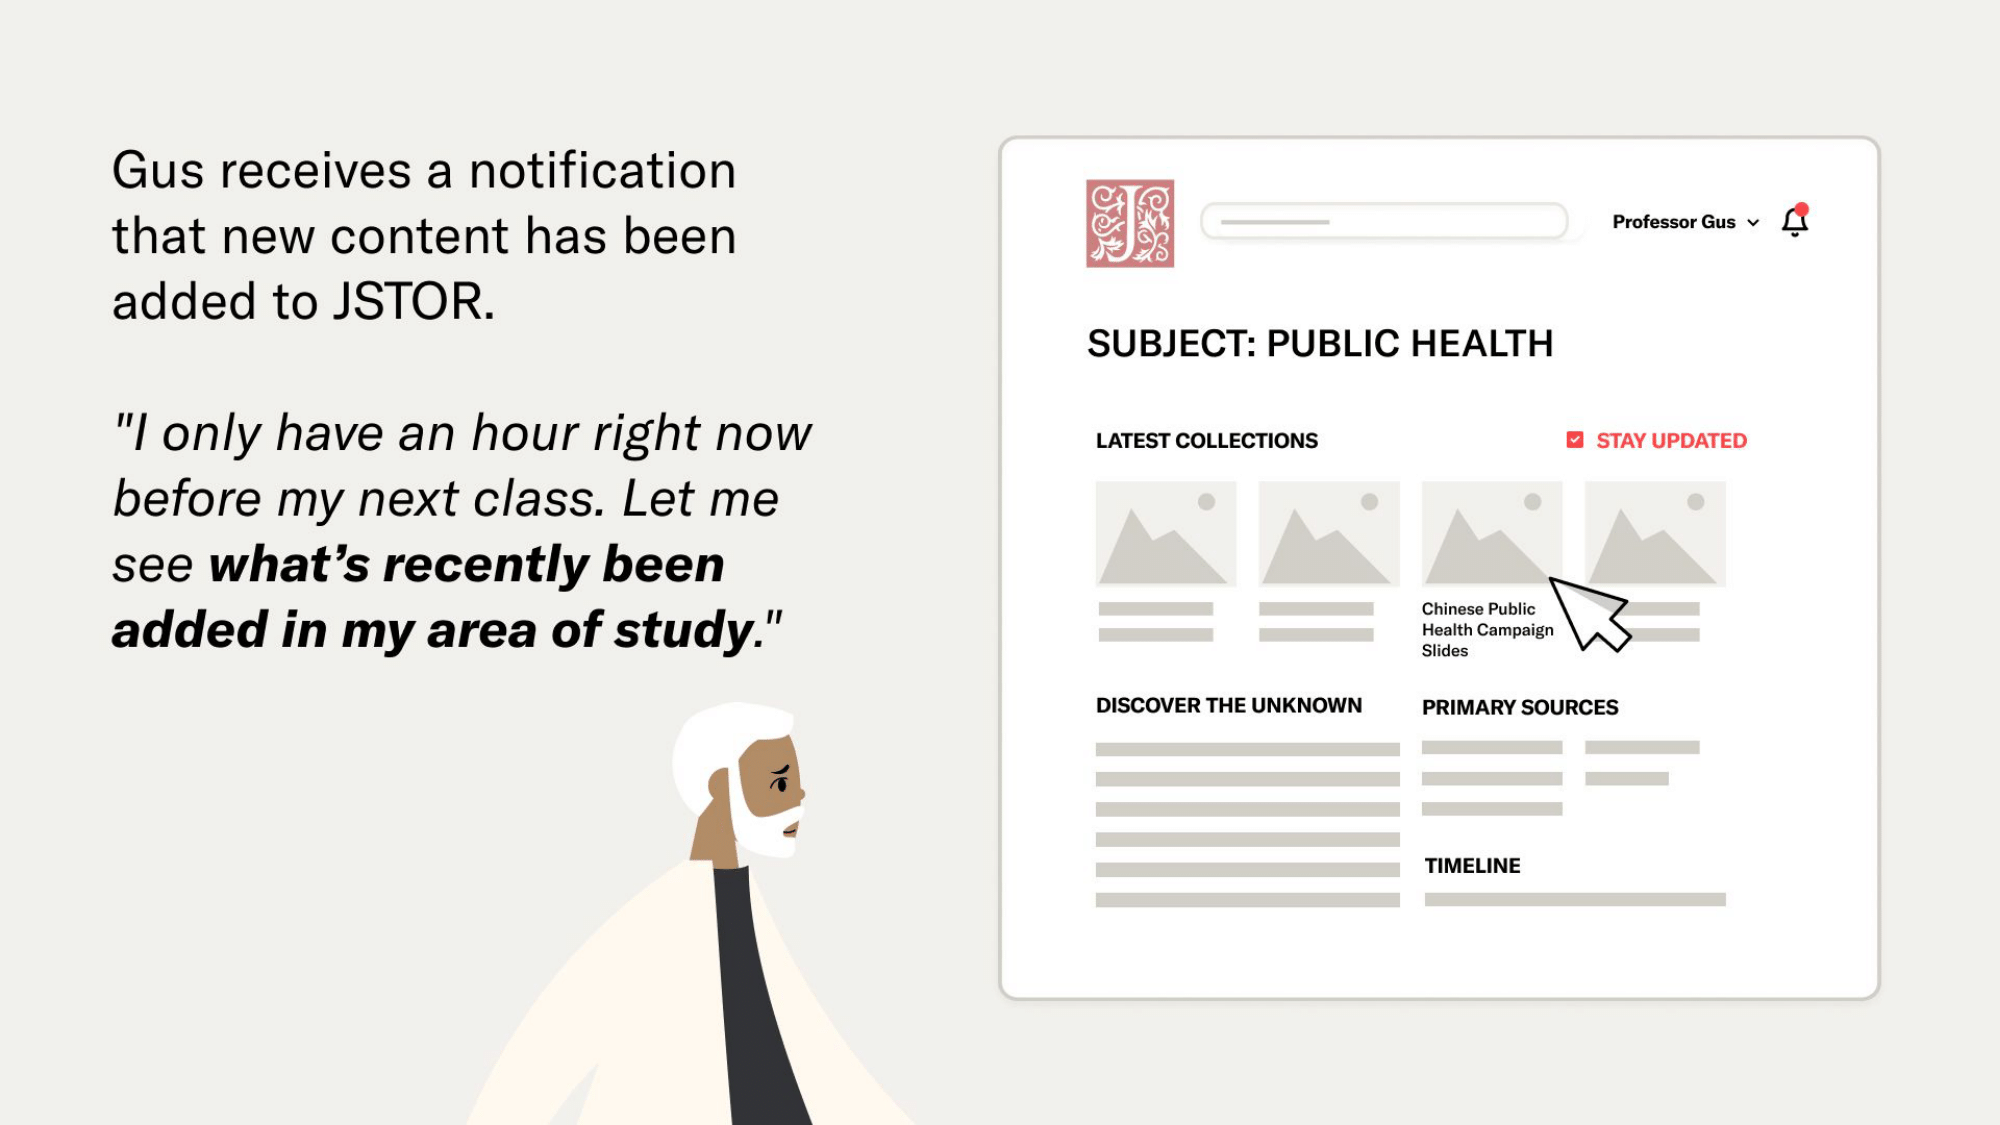 Gus receives a notification
that new content has been
added to JSTOR.
"I only have an hour right now
before my next class. Let me
see what’s recently been
added in my area of study."
J
Professor Gus
SUBJECT: PUBLIC HEALTH
LATEST COLLECTIONS
STAY UPDATED
Chinese Public
Health Campaign
Slides
DISCOVER THE UNKNOWN
PRIMARY SOURCES
TIMELINE